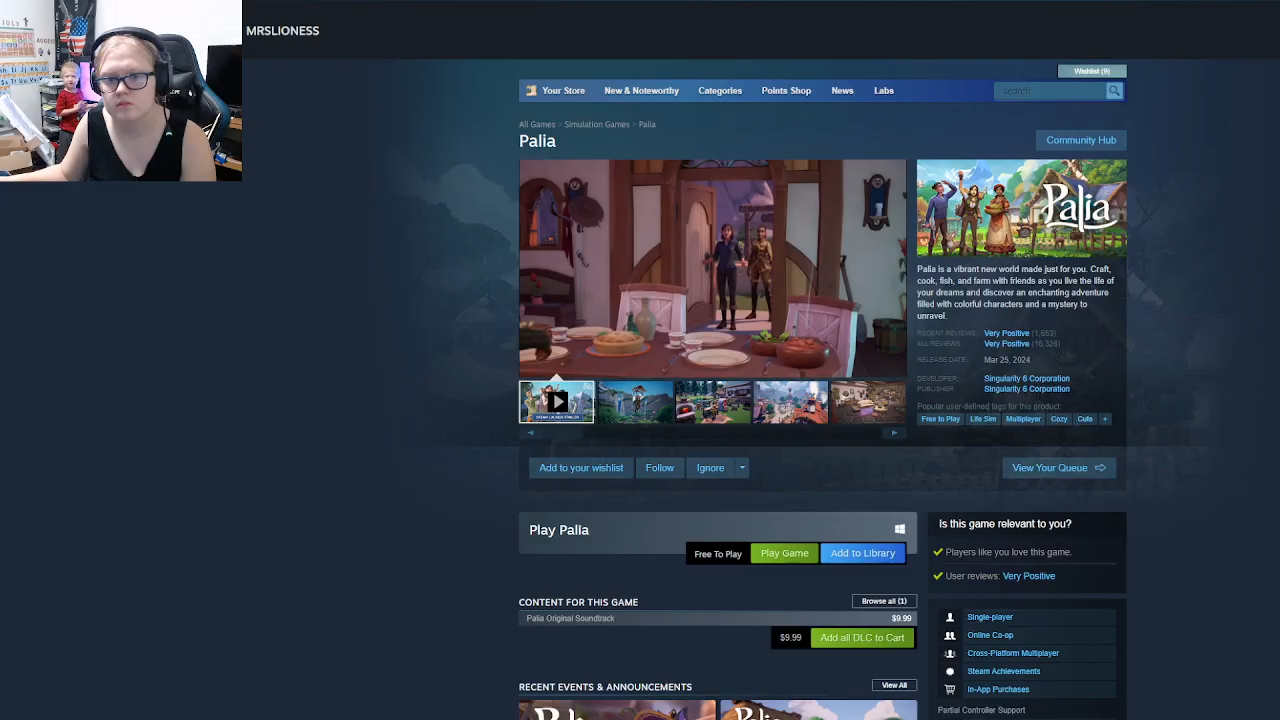 MRSLIONESS
Wishlist (9)
Your Store New & Noteworthy Categories Points Shop News Labs search
All Games > Simulation Games > Palia
Palia
Community Hub
Palia
Palia is a vibrant new world made just for you. Craft,
cook, fish, and farm with friends as you live the life of
your dreams and discover an enchanting adventure
filled with colorful characters and a mystery to
unravel.
RECENT REVIEWS: Very Positive (1,653)
ALL REVIEWS: Very Positive (16,326)
RELEASE DATE: Mar 25, 2024
DEVELOPER: Singularity 6 Corporation
PUBLISHER: Singularity 6 Corporation
Popular user-defined tags for this product:
Free to Play Life Sim Multiplayer Cozy Cute +
Add to your wishlist Follow Ignore View Your Queue
Play Palia
Free To Play Play Game Add to Library
Is this game relevant to you?
Players like you love this game.
User reviews: Very Positive
CONTENT FOR THIS GAME Browse all (1)
Palia Original Soundtrack $9.99
$9.99 Add all DLC to Cart
Single-player
Online Co-op
Cross-Platform Multiplayer
Steam Achievements
In-App Purchases
Partial Controller Support
RECENT EVENTS & ANNOUNCEMENTS View All